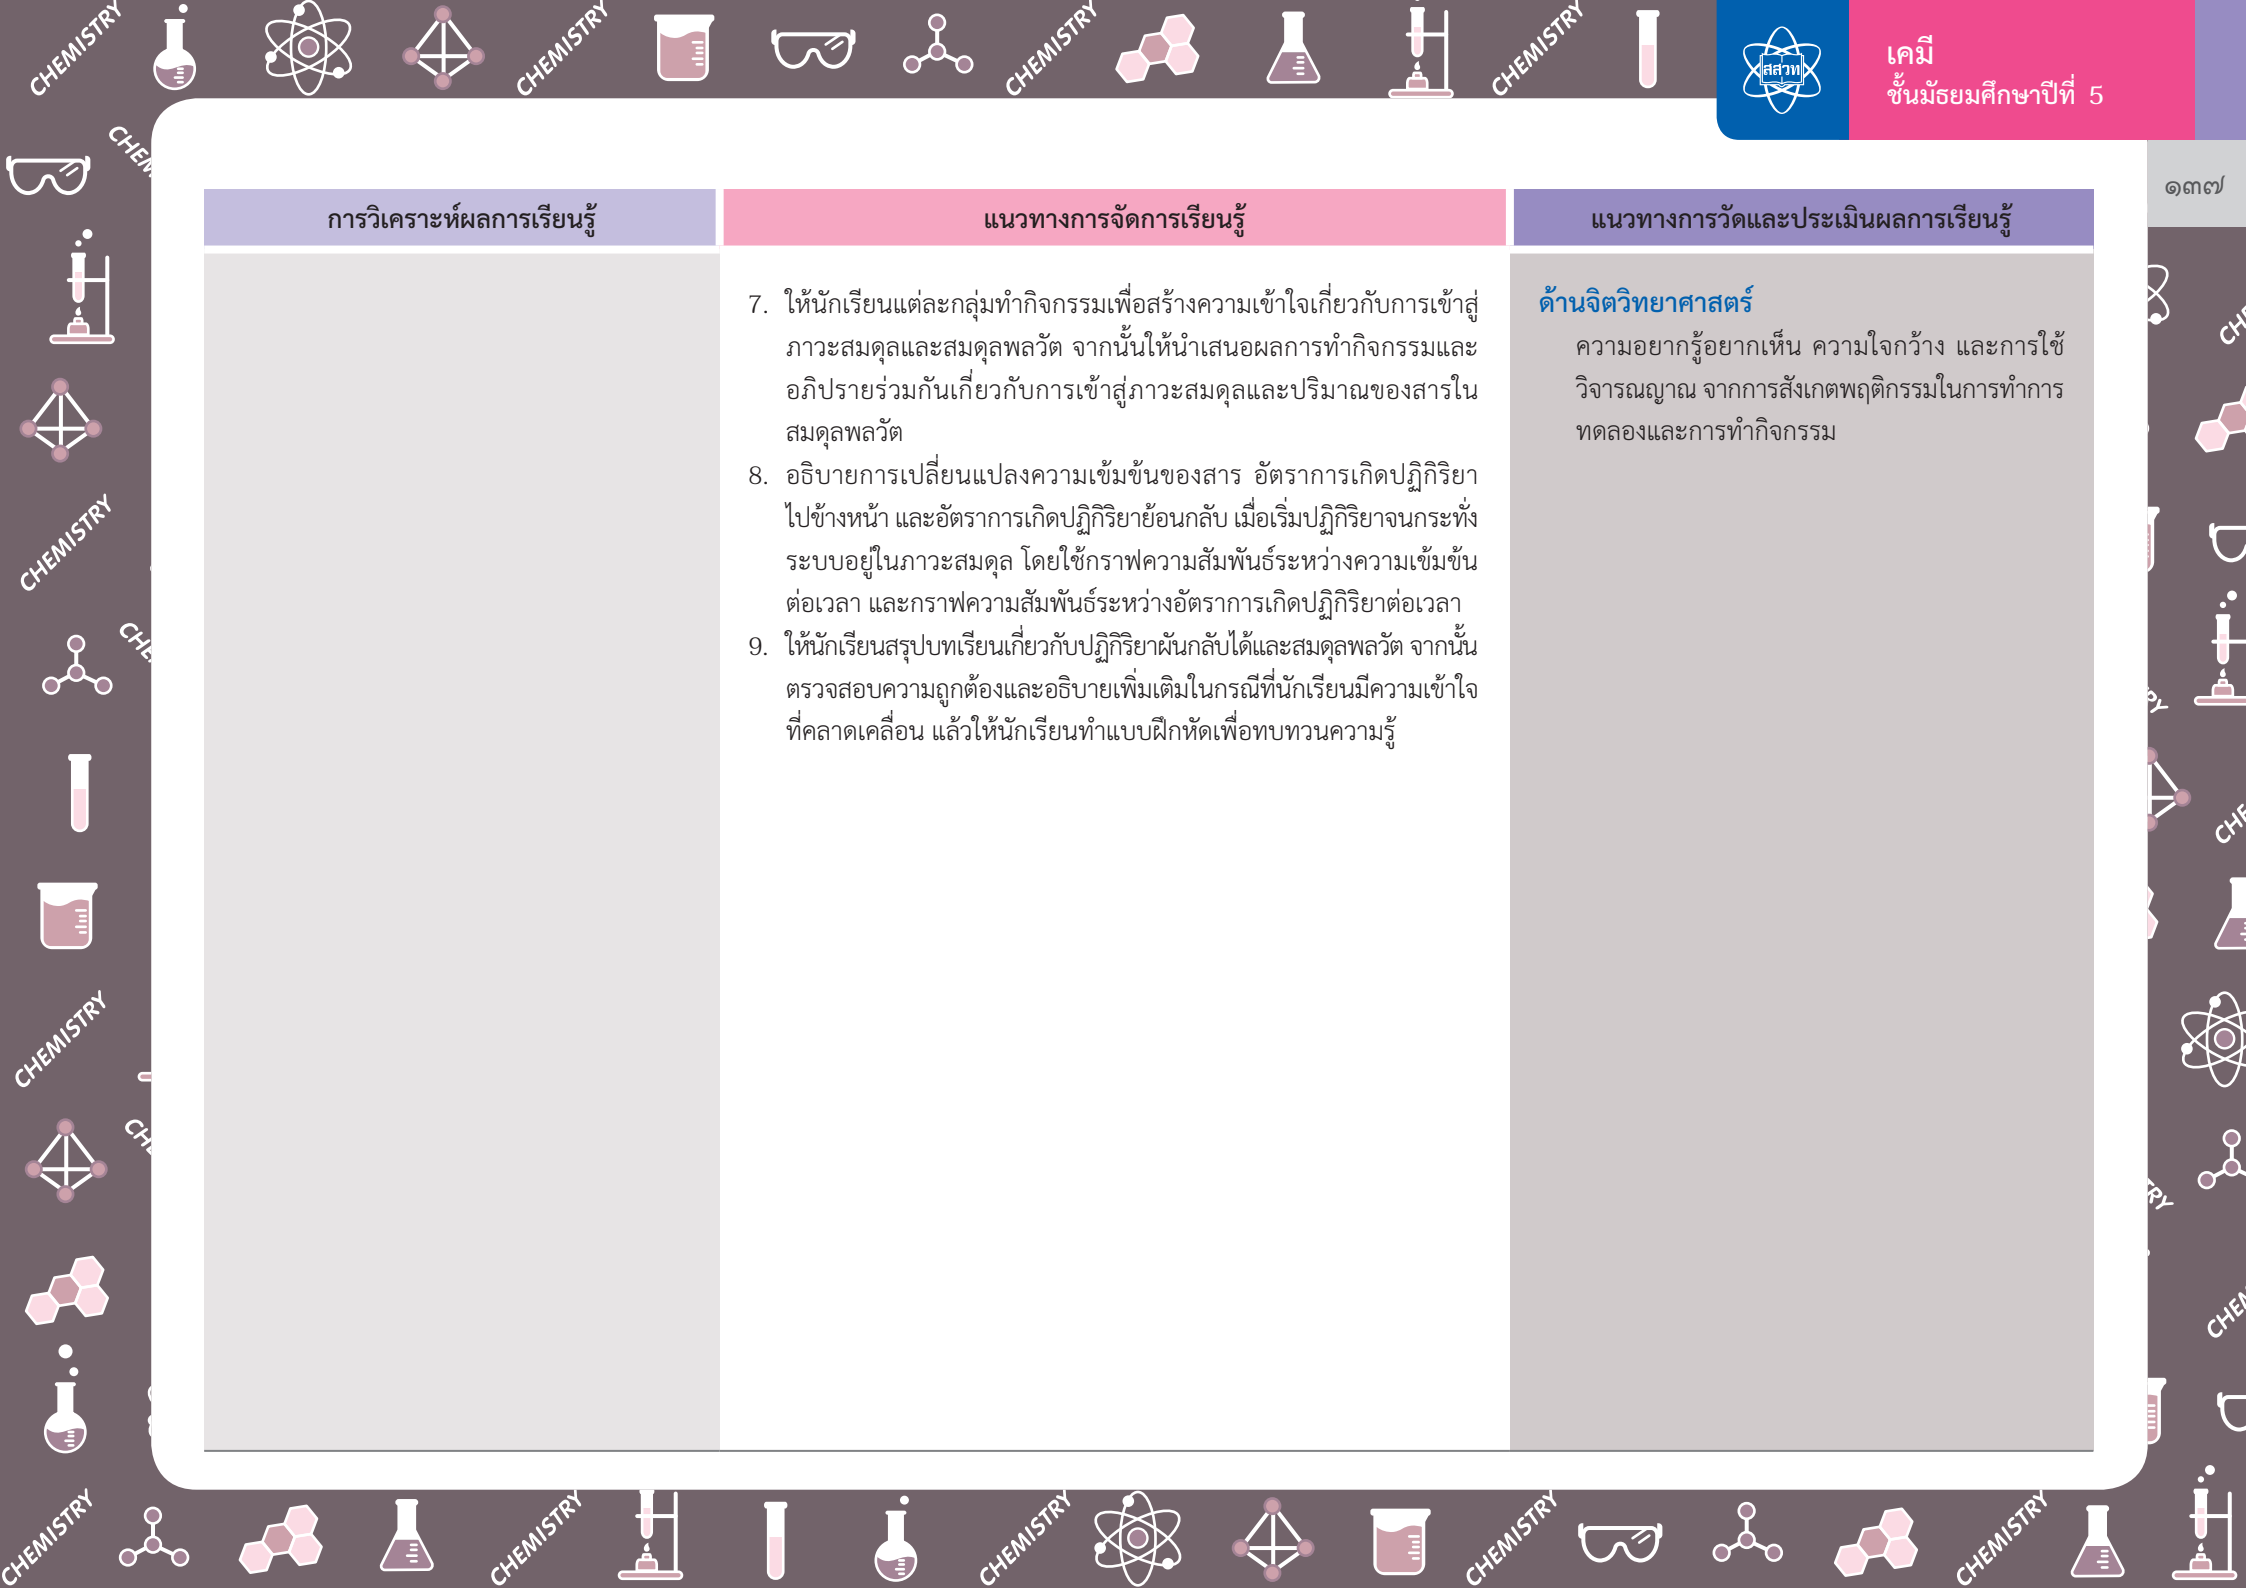 CHEMISTRY CHEMISTRY CHEMISTRY CHEMISTRY
สสวท
เคมี
ชั้นมัธยมศึกษาปีที่ 5
๑๓๗
การวิเคราะห์ผลการเรียนรู้
แนวทางการจัดการเรียนรู้
แนวทางการวัดและประเมินผลการเรียนรู้
7. ให้นักเรียนแต่ละกลุ่มทำกิจกรรมเพื่อสร้างความเข้าใจเกี่ยวกับการเข้าสู่
ภาวะสมดุลและสมดุลพลวัต จากนั้นให้นำเสนอผลการทำกิจกรรมและ
อภิปรายร่วมกันเกี่ยวกับการเข้าสู่ภาวะสมดุลและปริมาณของสารใน
สมดุลพลวัต
8. อธิบายการเปลี่ยนแปลงความเข้มข้นของสาร อัตราการเกิดปฏิกิริยา
ไปข้างหน้า และอัตราการเกิดปฏิกิริยาย้อนกลับ เมื่อเริ่มปฏิกิริยาจนกระทั่ง
ระบบอยู่ในภาวะสมดุล โดยใช้กราฟความสัมพันธ์ระหว่างความเข้มข้น
ต่อเวลา และกราฟความสัมพันธ์ระหว่างอัตราการเกิดปฏิกิริยาต่อเวลา
9. ให้นักเรียนสรุปบทเรียนเกี่ยวกับปฏิกิริยาผันกลับได้และสมดุลพลวัต จากนั้น
ตรวจสอบความถูกต้องและอธิบายเพิ่มเติมในกรณีที่นักเรียนมีความเข้าใจ
ที่คลาดเคลื่อน แล้วให้นักเรียนทำแบบฝึกหัดเพื่อทบทวนความรู้
ด้านจิตวิทยาศาสตร์
ความอยากรู้อยากเห็น ความใจกว้าง และการใช้
วิจารณญาณ จากการสังเกตพฤติกรรมในการทำการ
ทดลองและการทำกิจกรรม
CHEMISTRY
CHEMISTRY
CHEMISTRY CHEMISTRY CHEMISTRY CHEMISTRY CHEMISTRY